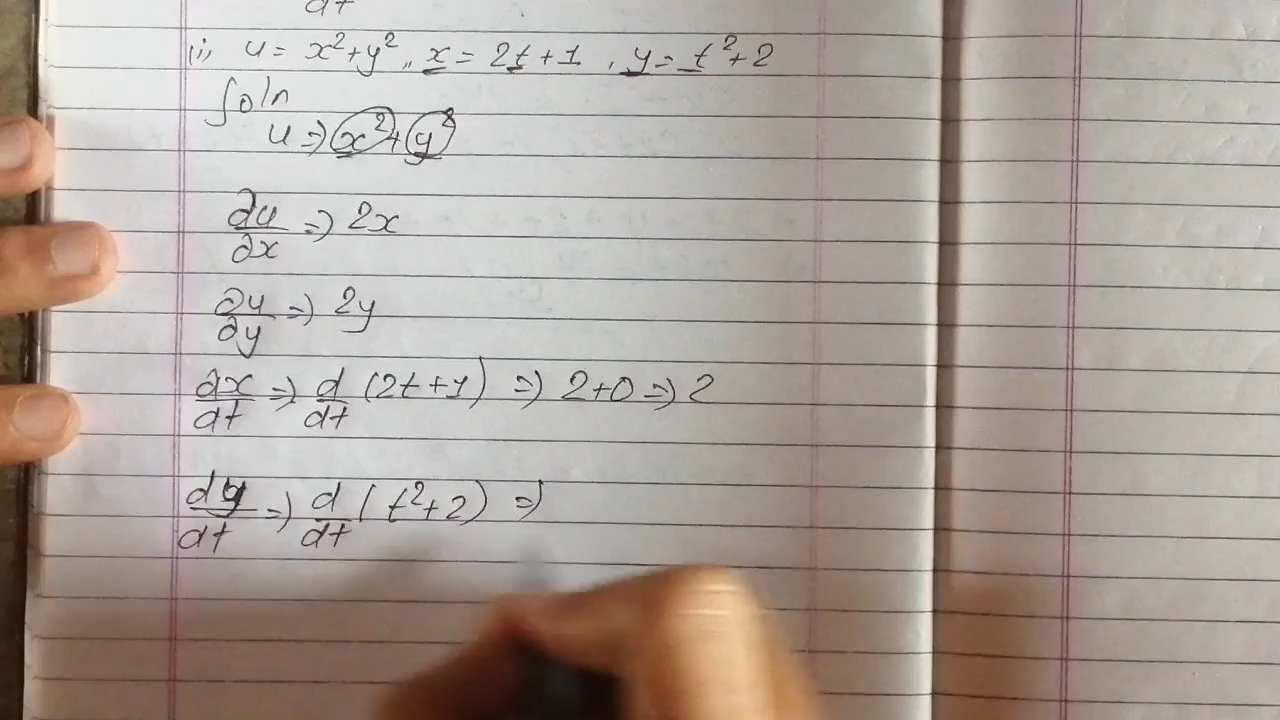 dt
(i) u = x²+y² ,, x = 2t+1 , y = t²+2
Soln
u => x²+y²
∂u/∂x => 2x
∂u/∂y => 2y
dx/dt => d/dt (2t+1) => 2+0 => 2
dy/dt => d/dt (t²+2) =>